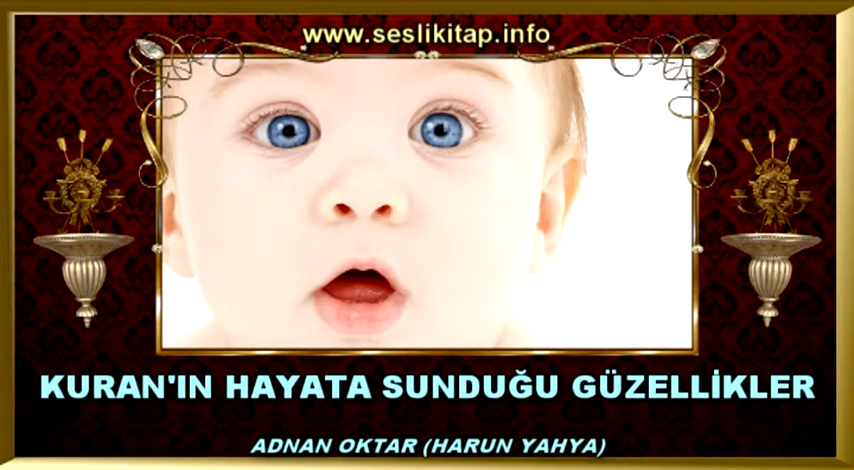 www.seslikitap.info
KURAN'IN HAYATA SUNDUĞU GÜZELLİKLER
ADNAN OKTAR (HARUN YAHYA)